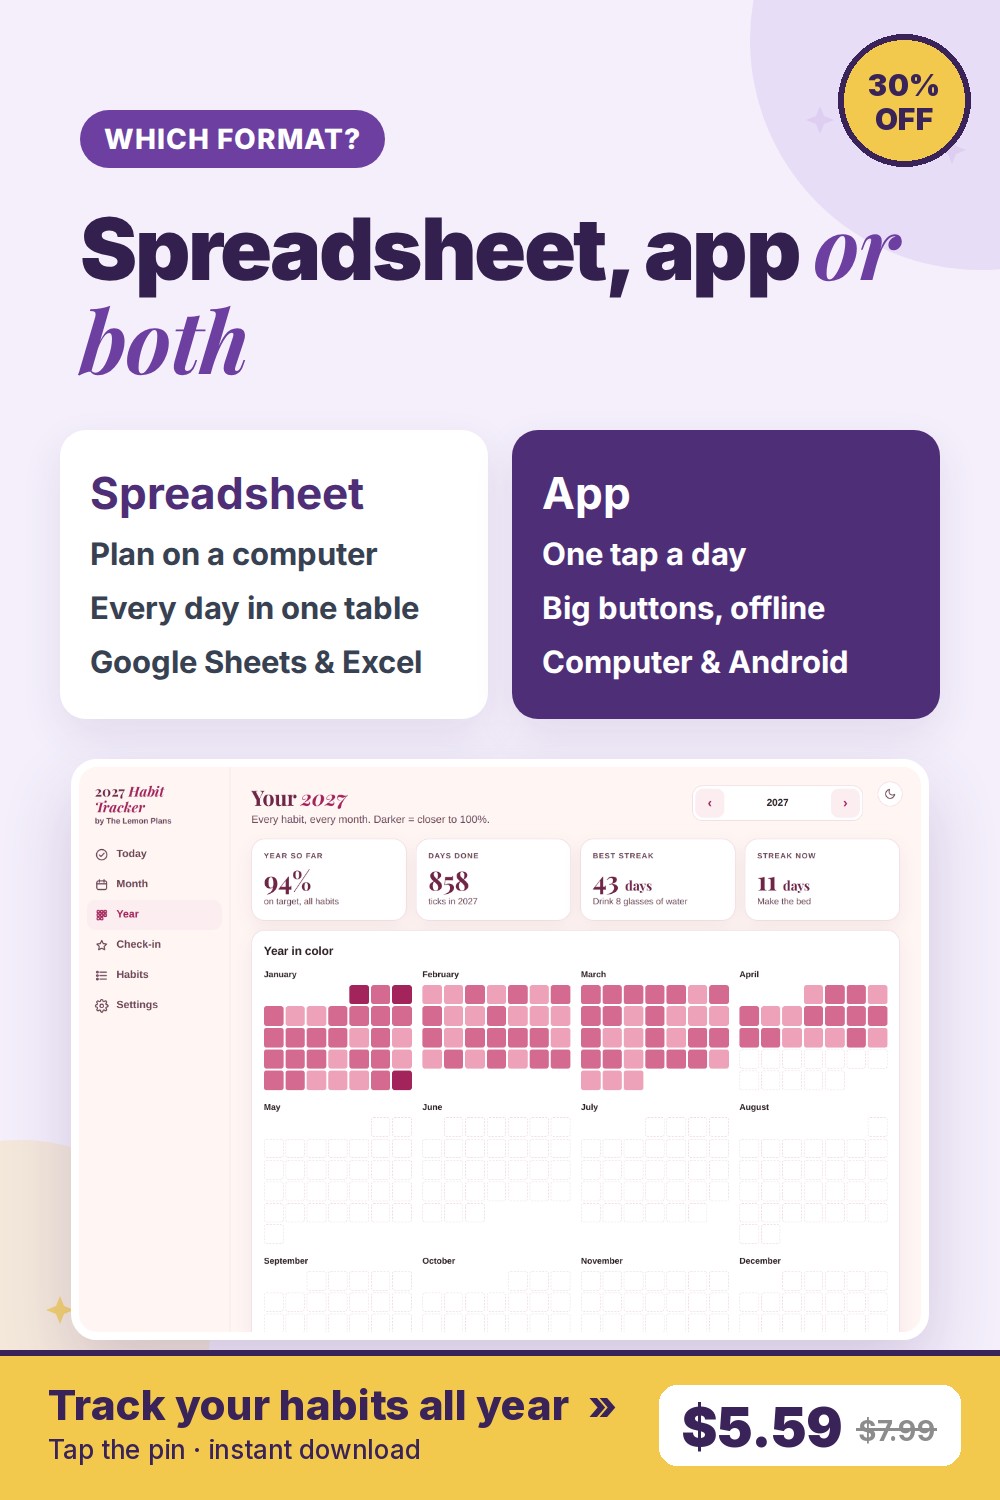 30%
OFF
WHICH FORMAT?
Spreadsheet, app or
both
Spreadsheet
Plan on a computer
Every day in one table
Google Sheets & Excel
App
One tap a day
Big buttons, offline
Computer & Android
2027 Habit
Tracker
by The Lemon Plans
Today
Month
Year
Check-in
Habits
Settings
Your 2027
Every habit, every month. Darker = closer to 100%.
‹ 2027 ›
YEAR SO FAR
94%
on target, all habits
DAYS DONE
858
ticks in 2027
BEST STREAK
43 days
Drink 8 glasses of water
STREAK NOW
11 days
Make the bed
Year in color
January
February
March
April
May
June
July
August
September
October
November
December
Track your habits all year »
Tap the pin · instant download
$5.59 $7.99